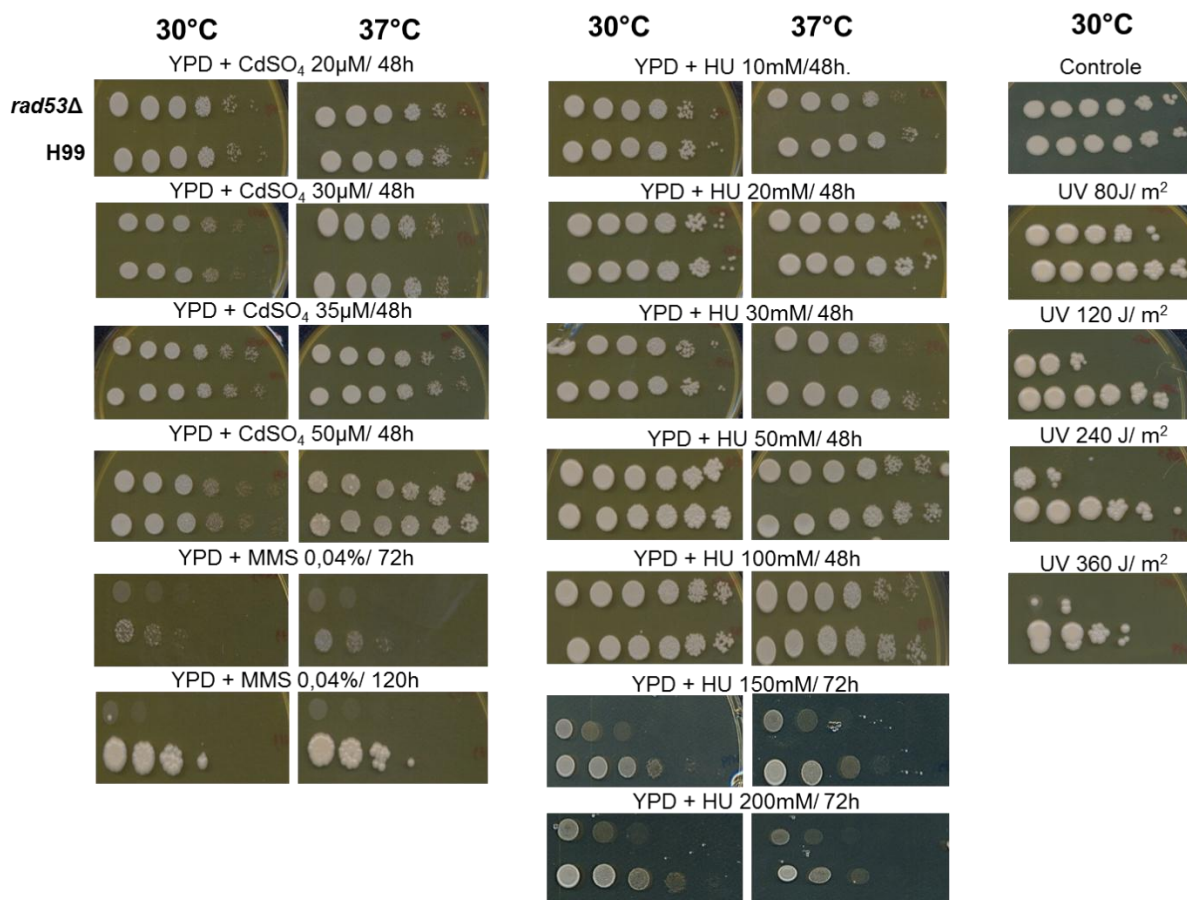 30°C 37°C
YPD + CdSO₄ 20µM/ 48h
rad53Δ
H99
YPD + CdSO₄ 30µM/ 48h
YPD + CdSO₄ 35µM/48h
YPD + CdSO₄ 50µM/ 48h
YPD + MMS 0,04%/ 72h
YPD + MMS 0,04%/ 120h
30°C 37°C
YPD + HU 10mM/48h.
YPD + HU 20mM/ 48h
YPD + HU 30mM/ 48h
YPD + HU 50mM/ 48h
YPD + HU 100mM/ 48h
YPD + HU 150mM/ 72h
YPD + HU 200mM/ 72h
30°C
Controle
UV 80J/ m²
UV 120 J/ m²
UV 240 J/ m²
UV 360 J/ m²